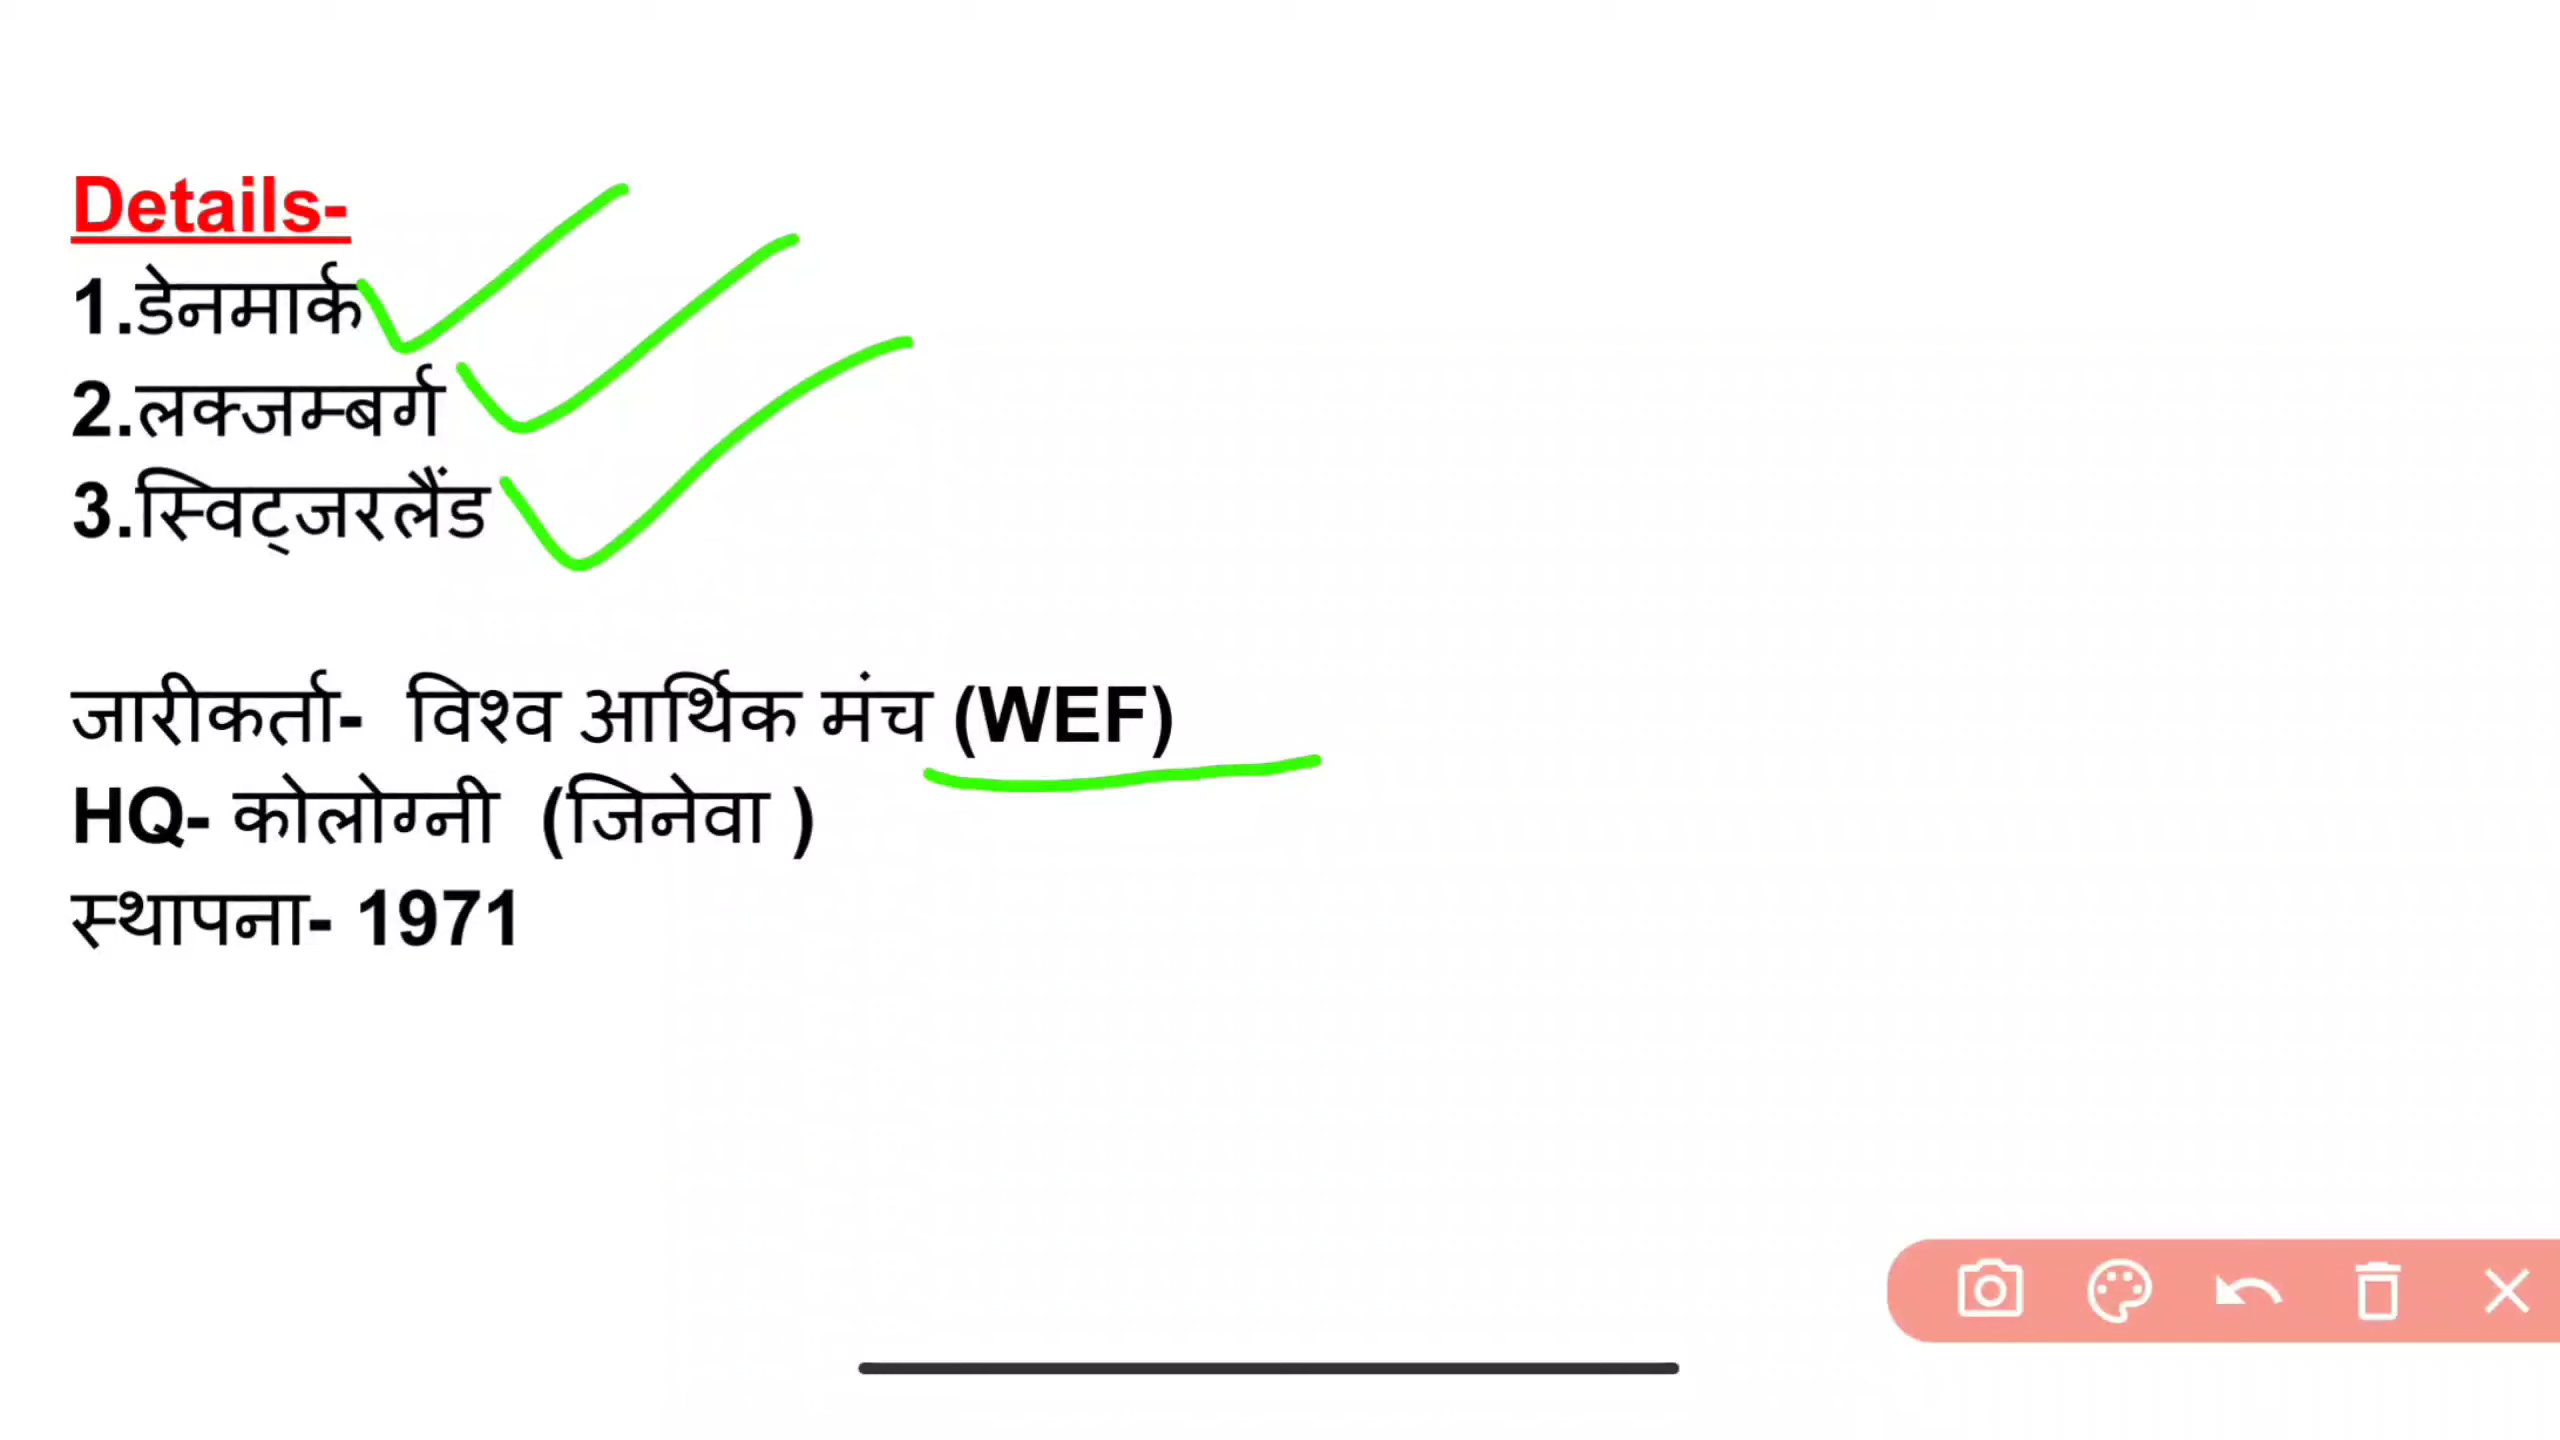 Details-
1.डेनमार्क
2.लक्जम्बर्ग
3.स्विट्जरलैंड
जारीकर्ता- विश्व आर्थिक मंच (WEF)
HQ- कोलोग्नी (जिनेवा )
स्थापना- 1971